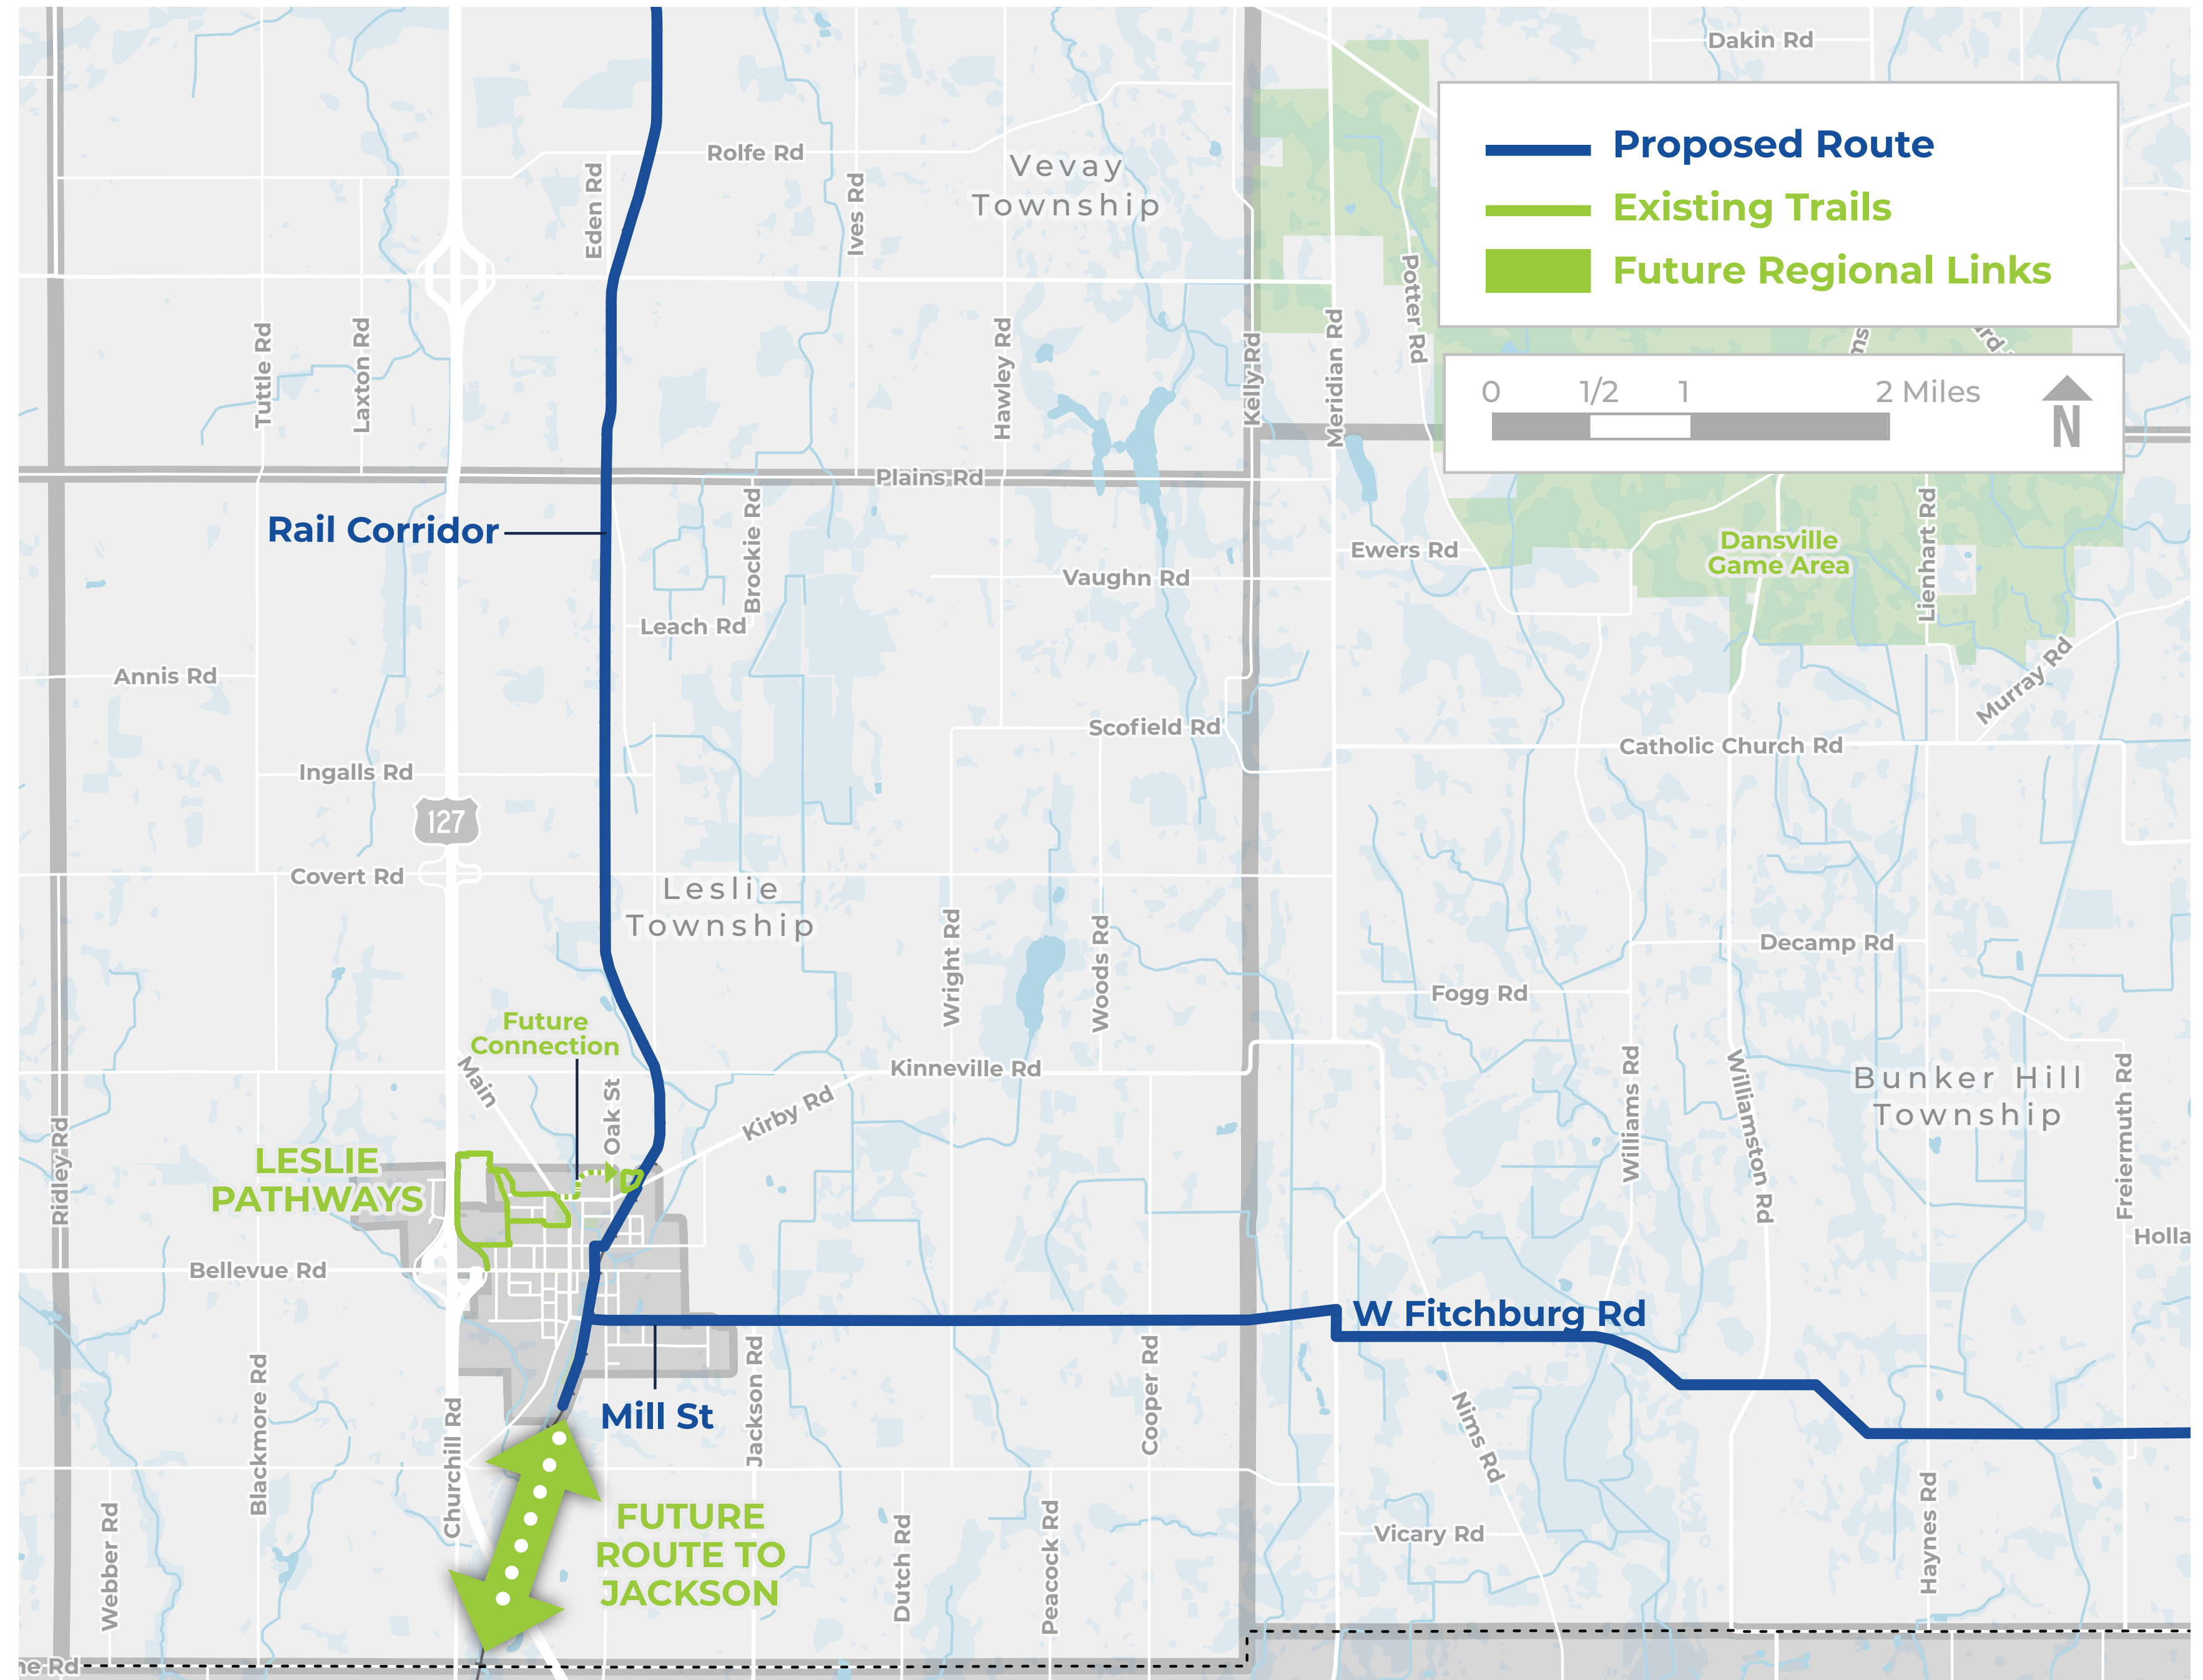 Dakin Rd
Proposed Route
Existing Trails
Future Regional Links
0 1/2 1 2 Miles
N
Rolfe Rd
Vevay
Township
Eden Rd
Ives Rd
Potter Rd
Tuttle Rd
Laxton Rd
Hawley Rd
Kelly Rd
Meridian Rd
Plains Rd
Rail Corridor
Brockie Rd
Ewers Rd
Dansville
Game Area
Lienhart Rd
Vaughn Rd
Leach Rd
Annis Rd
Murray Rd
Scofield Rd
Catholic Church Rd
Ingalls Rd
127
Covert Rd
Leslie
Township
Wright Rd
Woods Rd
Decamp Rd
Fogg Rd
Future
Connection
Main
Oak St
Kinneville Rd
Kirby Rd
Williams Rd
Williamston Rd
Bunker Hill
Township
Freiermuth Rd
Ridley Rd
LESLIE
PATHWAYS
Holla
Bellevue Rd
W Fitchburg Rd
Mill St
Blackmore Rd
Churchill Rd
Jackson Rd
Cooper Rd
Nims Rd
FUTURE
ROUTE TO
JACKSON
Webber Rd
Dutch Rd
Peacock Rd
Vicary Rd
Haynes Rd
ne Rd